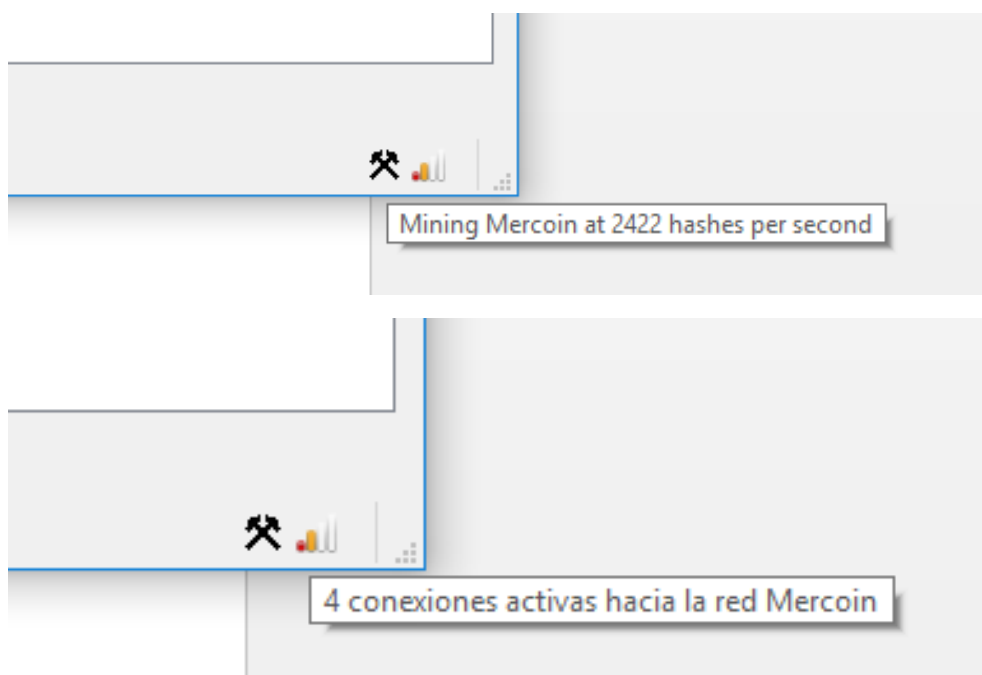 Mining Mercoin at 2422 hashes per second
4 conexiones activas hacia la red Mercoin